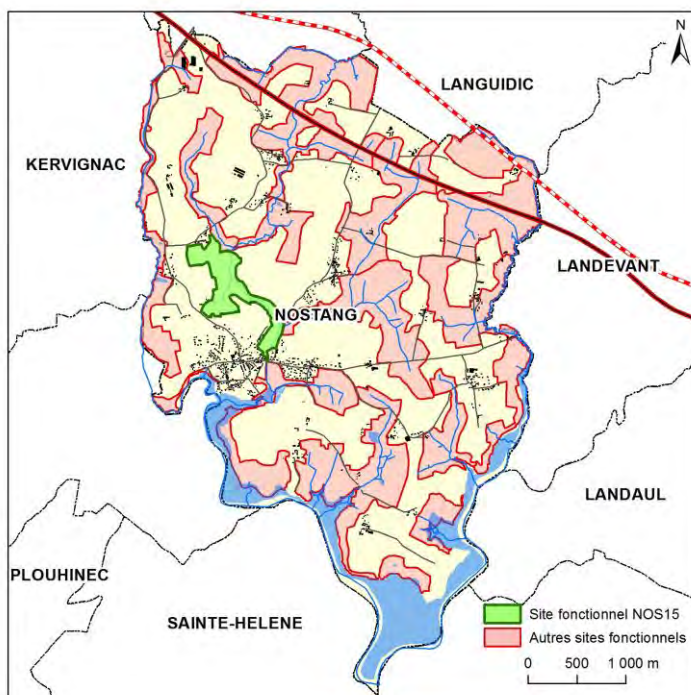 N
LANGUIDIC
KERVIGNAC
LANDEVANT
NOSTANG
LANDAUL
PLOUHINEC
SAINTE-HELENE
Site fonctionnel NOS15
Autres sites fonctionnels
0 500 1 000 m